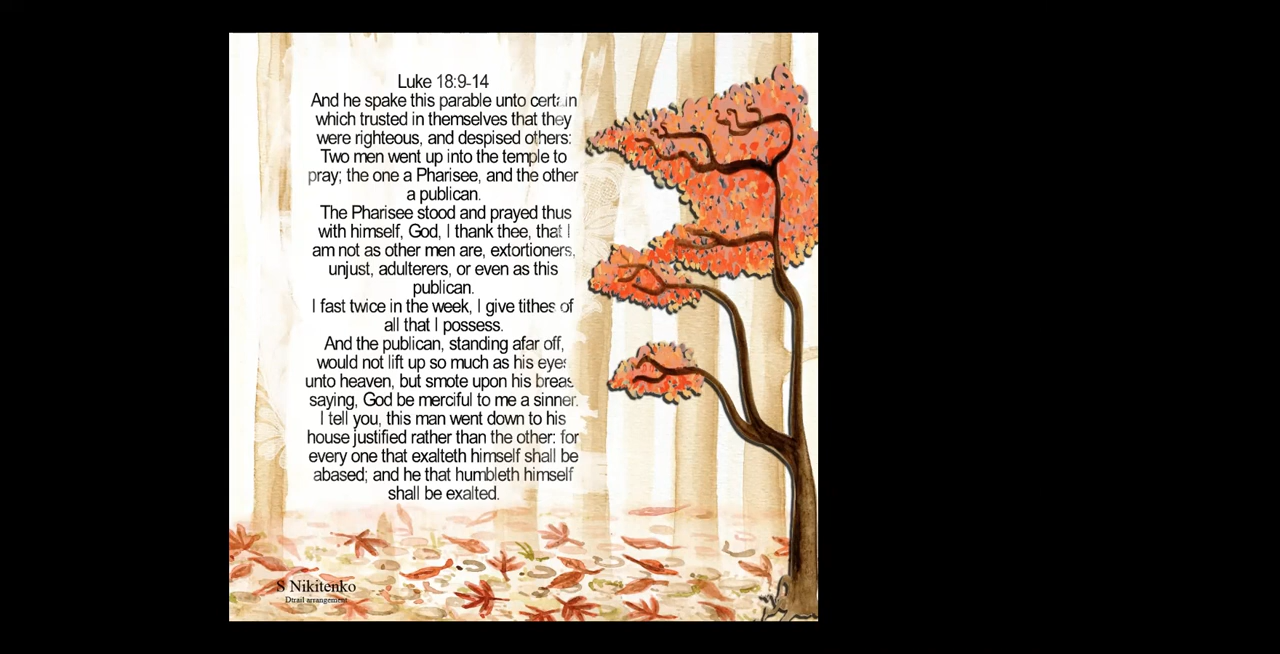 Luke 18:9-14
And he spake this parable unto certain
which trusted in themselves that they
were righteous, and despised others:
Two men went up into the temple to
pray; the one a Pharisee, and the other
a publican.
The Pharisee stood and prayed thus
with himself, God, I thank thee, that I
am not as other men are, extortioners,
unjust, adulterers, or even as this
publican.
I fast twice in the week, I give tithes of
all that I possess.
And the publican, standing afar off,
would not lift up so much as his eyes
unto heaven, but smote upon his breas
saying, God be merciful to me a sinner.
I tell you, this man went down to his
house justified rather than the other: for
every one that exalteth himself shall be
abased; and he that humbleth himself
shall be exalted.
S Nikitenko
Dtrail arrangement